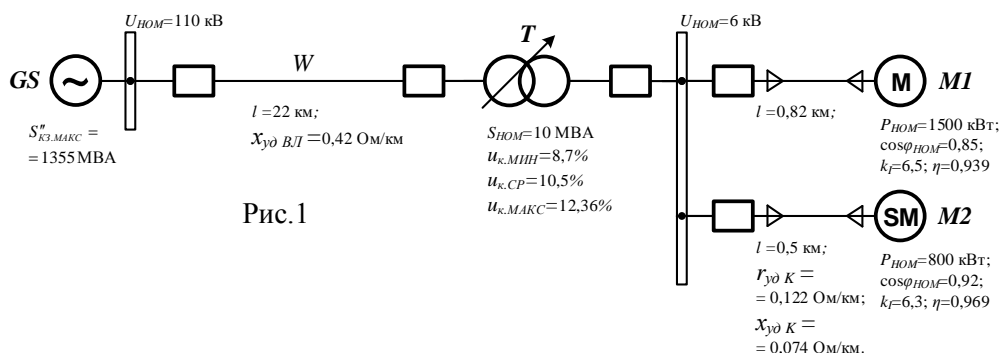 U_НОМ=110 кВ
U_НОМ=6 кВ
T
GS
~
W
M
M1
l =22 км;
x_уд ВЛ=0,42 Ом/км
l =0,82 км;
S″_КЗ.МАКС =
= 1355 МВА
S_НОМ=10 МВА
u_к.МИН=8,7%
u_к.СР=10,5%
u_к.МАКС=12,36%
P_НОМ=1500 кВт;
cosφ_НОМ=0,85;
k_I=6,5; η=0,939
Рис.1
SM
M2
l =0,5 км;
r_уд К =
= 0,122 Ом/км;
x_уд К =
= 0,074 Ом/км.
P_НОМ=800 кВт;
cosφ_НОМ=0,92;
k_I=6,3; η=0,969